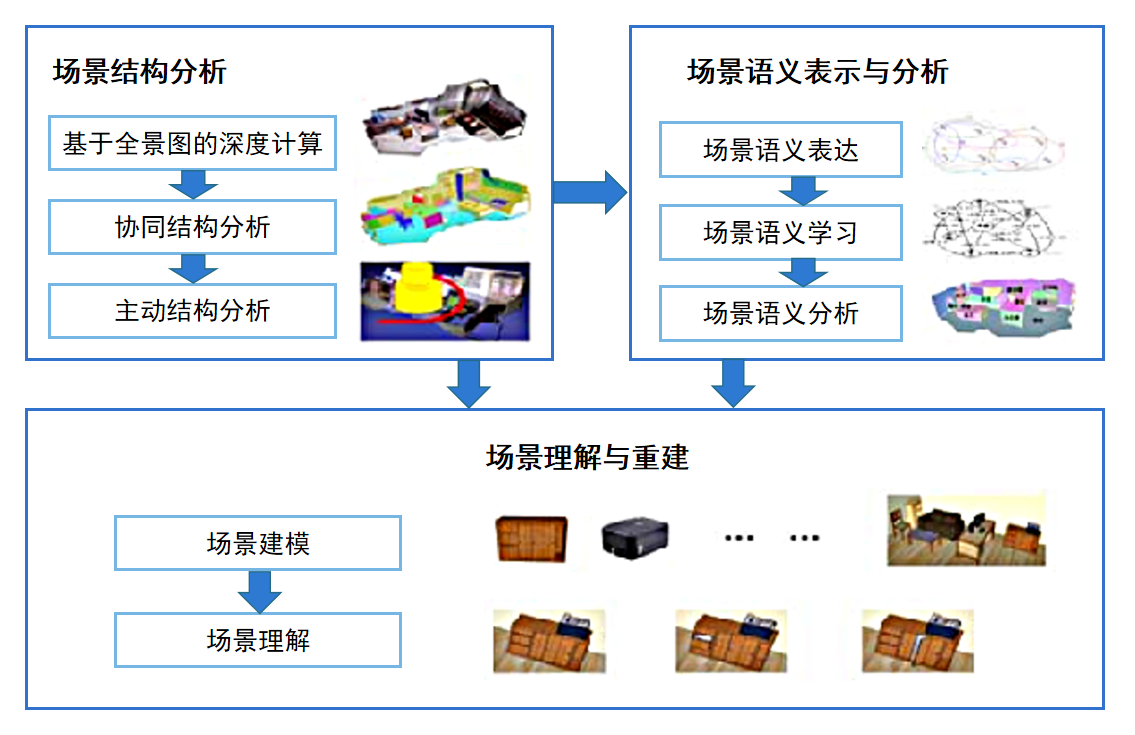 场景结构分析
基于全景图的深度计算
协同结构分析
主动结构分析
场景语义表示与分析
场景语义表达
场景语义学习
场景语义分析
场景理解与重建
场景建模
场景理解